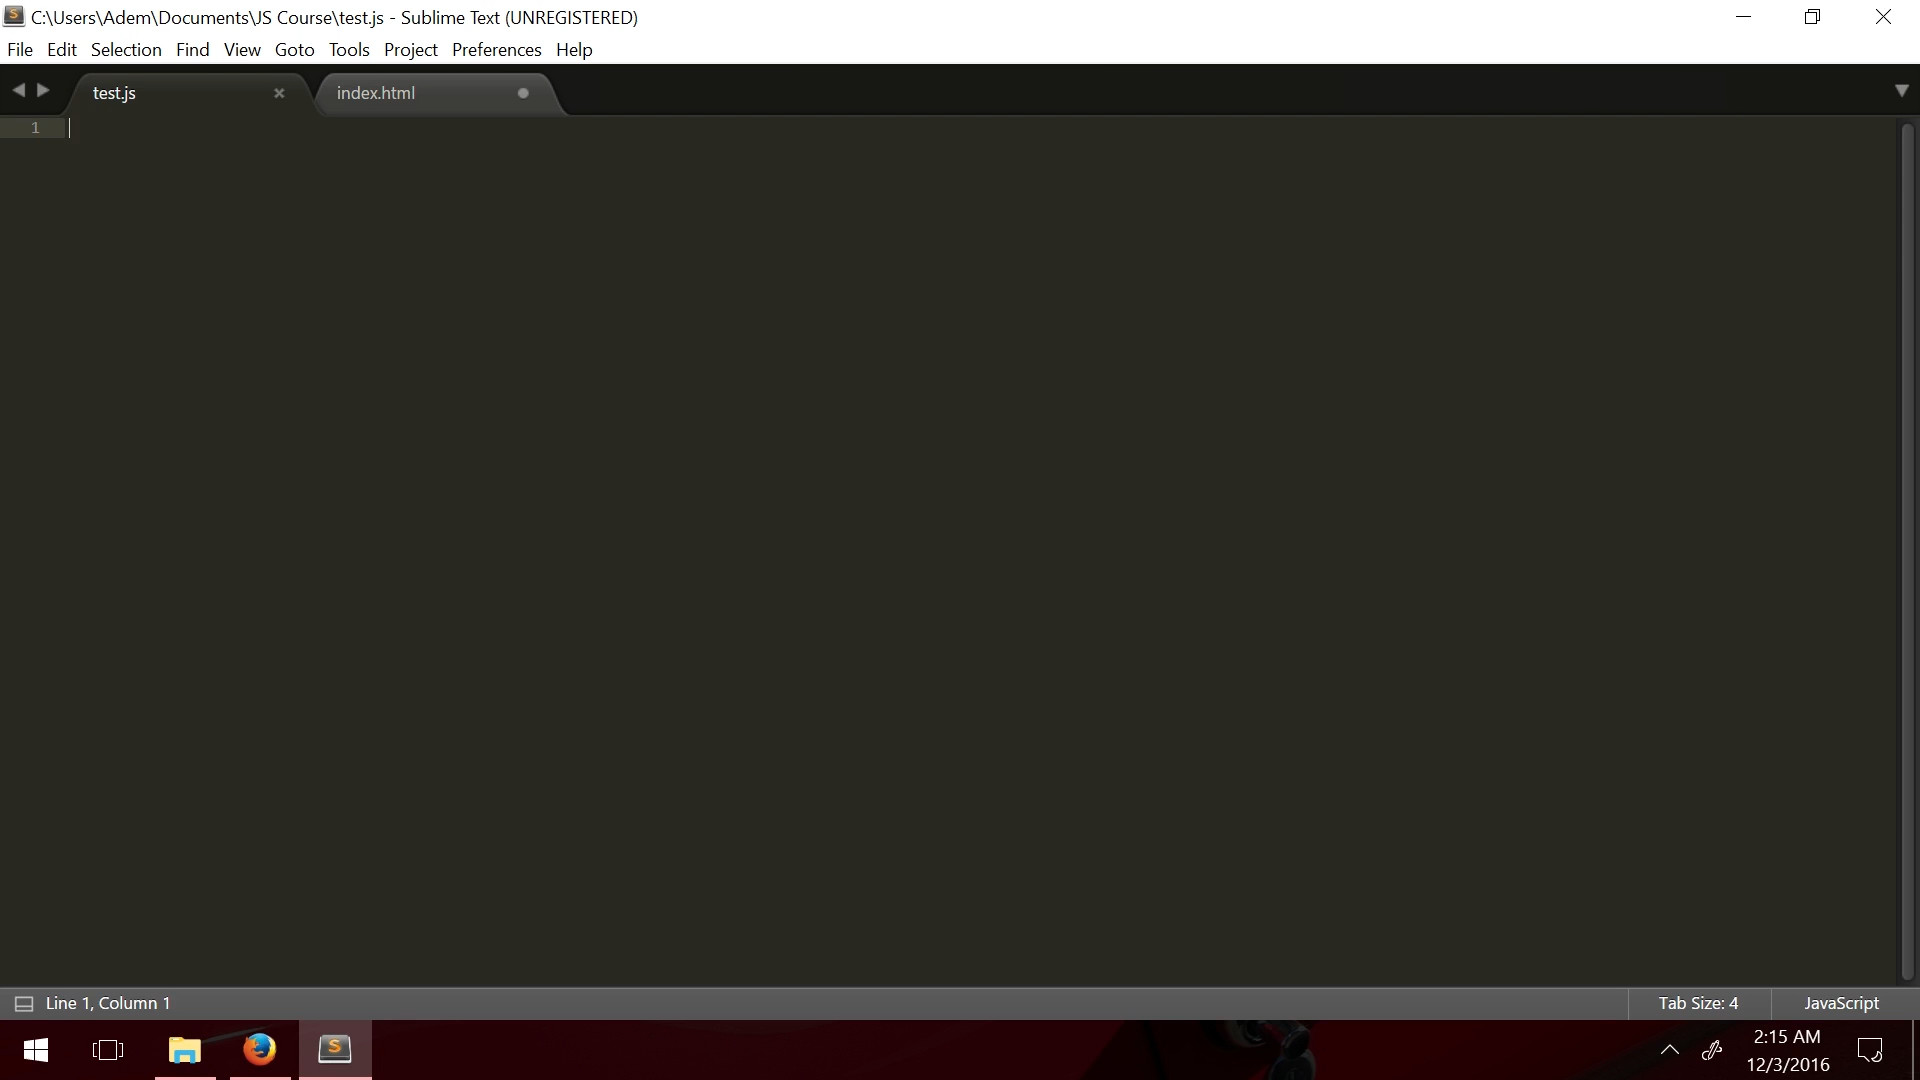 C:\Users\Adem\Documents\JS Course\test.js - Sublime Text (UNREGISTERED)
File Edit Selection Find View Goto Tools Project Preferences Help
test.js index.html
1
Line 1, Column 1 Tab Size: 4 JavaScript
2:15 AM
12/3/2016